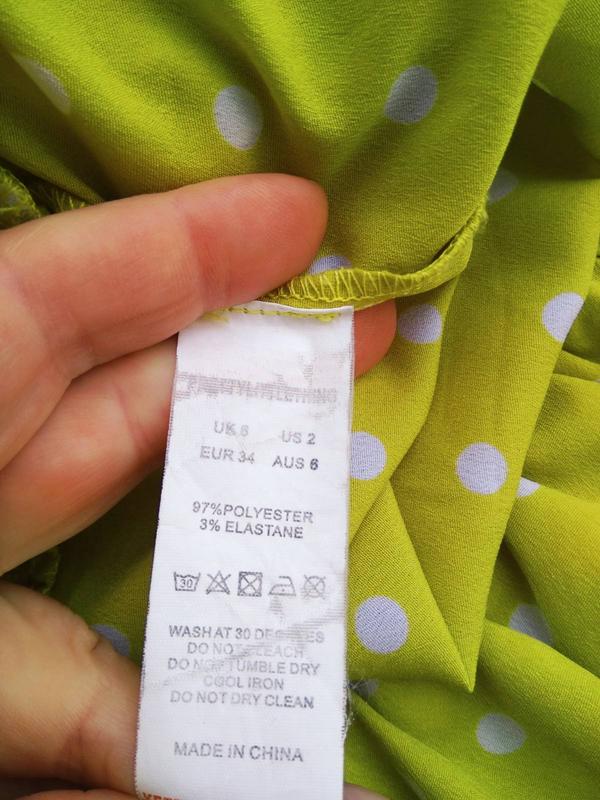 PRETTYLITTLETHING
UK 6 US 2
EUR 34 AUS 6
97%POLYESTER
3% ELASTANE
30
WASH AT 30 DEGREES
DO NOT BLEACH
DO NOT TUMBLE DRY
COOL IRON
DO NOT DRY CLEAN
MADE IN CHINA